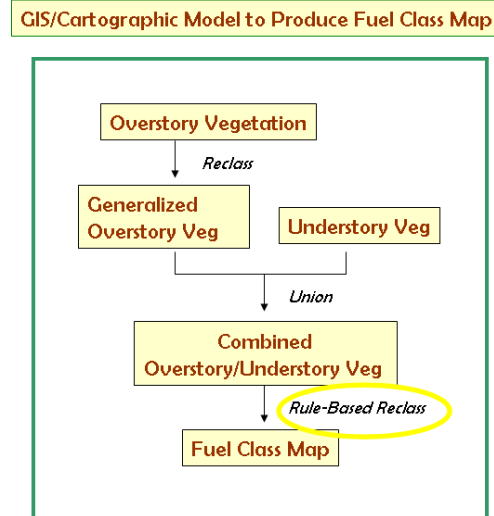 GIS/Cartographic Model to Produce Fuel Class Map
Overstory Vegetation
Reclass
Generalized
Overstory Veg
Understory Veg
Union
Combined
Overstory/Understory Veg
Rule-Based Reclass
Fuel Class Map